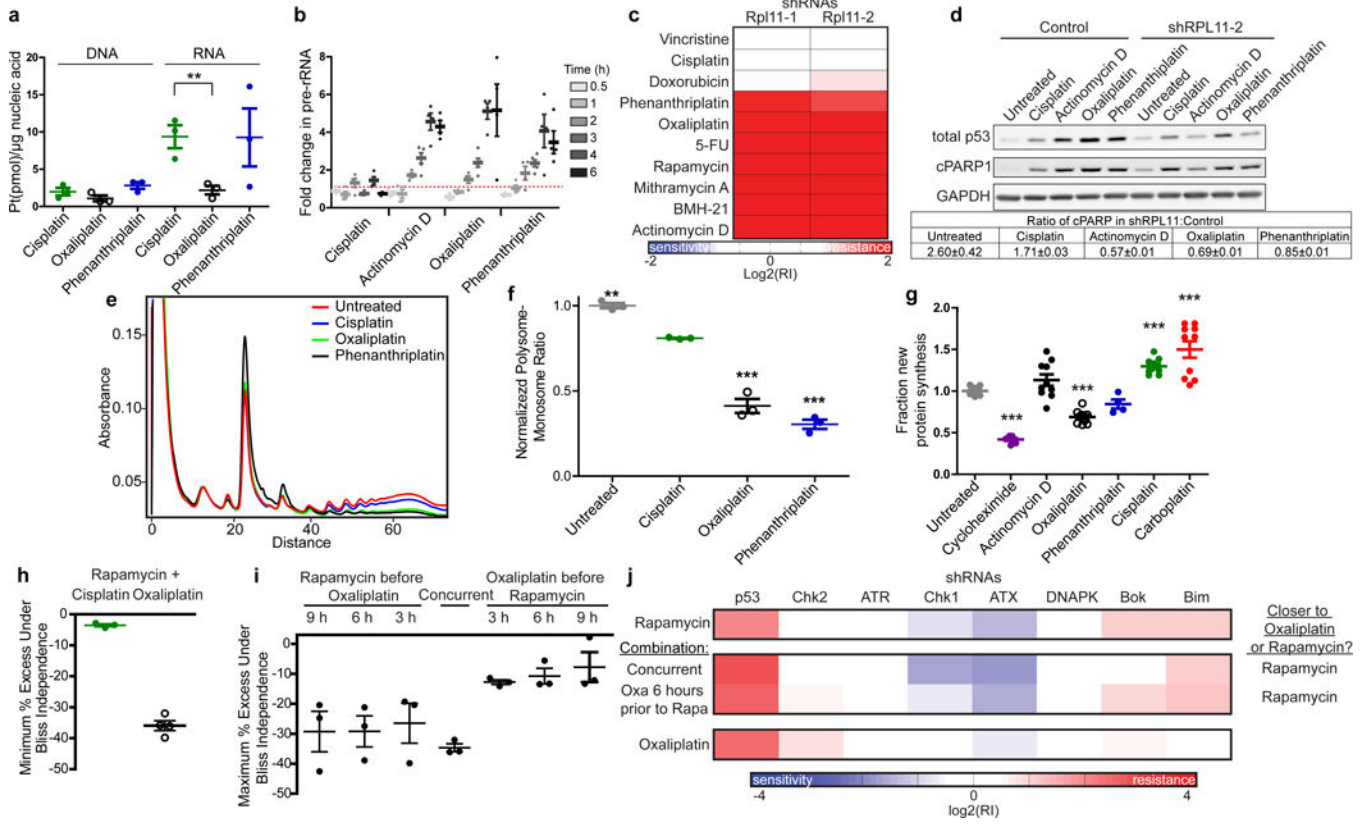 a
DNA
RNA
**
Pt(pmol)/µg nucleic acid
20
15
10
5
0
Cisplatin
Oxaliplatin
Phenanthriplatin
Cisplatin
Oxaliplatin
Phenanthriplatin
b
Fold change in pre-rRNA
8
6
4
2
0
Time (h)
0.5
1
2
3
4
6
Cisplatin
Actinomycin D
Oxaliplatin
Phenanthriplatin
c
shRNAs
Rpl11-1 Rpl11-2
Vincristine
Cisplatin
Doxorubicin
Phenanthriplatin
Oxaliplatin
5-FU
Rapamycin
Mithramycin A
BMH-21
Actinomycin D
sensitivity resistance
-2 0 2
Log2(RI)
d
Control shRPL11-2
Untreated
Cisplatin
Actinomycin D
Oxaliplatin
Phenanthriplatin
Untreated
Cisplatin
Actinomycin D
Oxaliplatin
Phenanthriplatin
total p53
cPARP1
GAPDH
Ratio of cPARP in shRPL11:Control
Untreated Cisplatin Actinomycin D Oxaliplatin Phenanthriplatin
2.60±0.42 1.71±0.03 0.57±0.01 0.69±0.01 0.85±0.01
e
Absorbance
0.15
0.10
0.05
Untreated
Cisplatin
Oxaliplatin
Phenanthriplatin
0 20 40 60
Distance
f
Normalizezd Polysome-
Monosome Ratio
1.0
0.5
0.0
**
***
***
Untreated
Cisplatin
Oxaliplatin
Phenanthriplatin
g
Fraction new
protein synthesis
2.0
1.5
1.0
0.5
0.0
***
***
***
***
Untreated
Cycloheximide
Actinomycin D
Oxaliplatin
Phenanthriplatin
Cisplatin
Carboplatin
h
Rapamycin +
Cisplatin Oxaliplatin
Minimum % Excess Under
Bliss Independence
0
-10
-20
-30
-40
-50
i
Rapamycin before
Oxaliplatin
Concurrent
Oxaliplatin before
Rapamycin
9 h 6 h 3 h 3 h 6 h 9 h
Maximum % Excess Under
Bliss Independence
0
-10
-20
-30
-40
-50
j
shRNAs
p53 Chk2 ATR Chk1 ATX DNAPK Bok Bim
Rapamycin
Combination:
Concurrent
Oxa 6 hours
prior to Rapa
Oxaliplatin
Closer to
Oxaliplatin
or Rapamycin?
Rapamycin
Rapamycin
sensitivity resistance
-4 0 4
log2(RI)